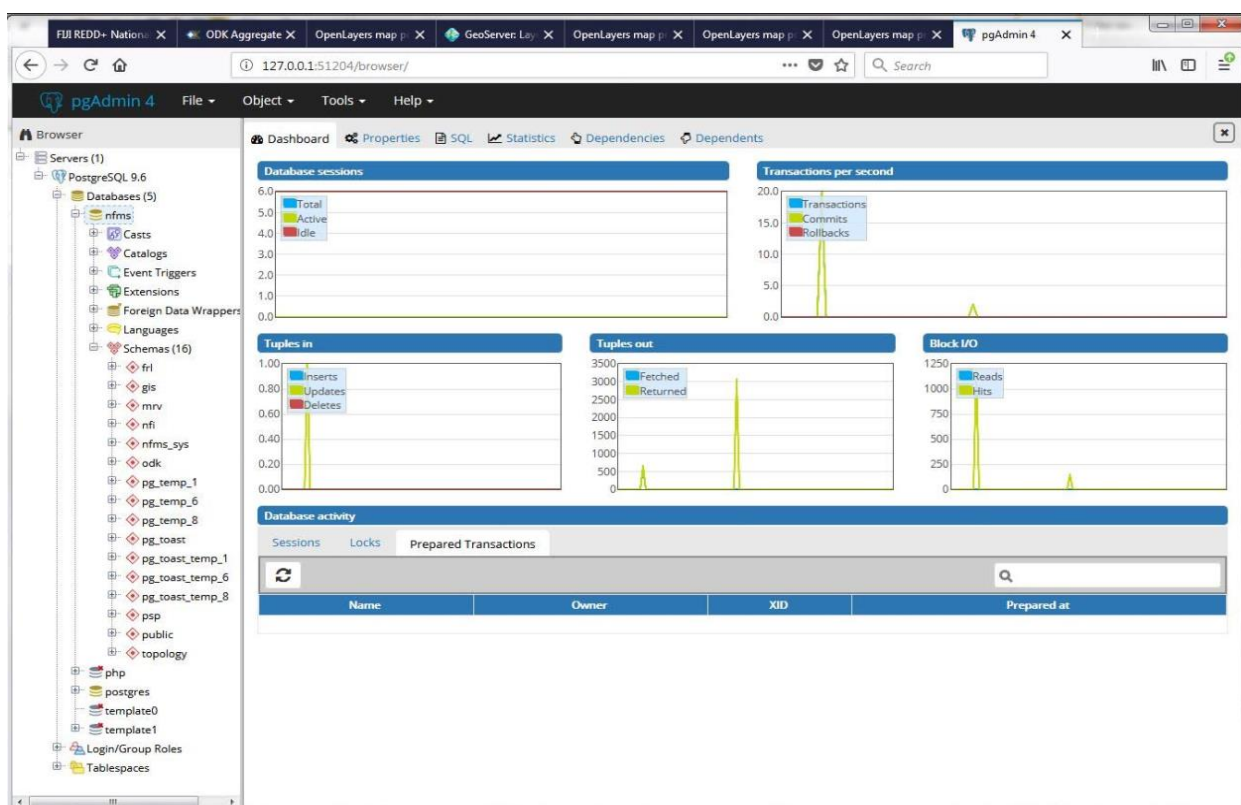 FIJI REDD+ Nationa
ODK Aggregate
OpenLayers map p
GeoServer: Lay
OpenLayers map p
OpenLayers map p
OpenLayers map p
pgAdmin 4
127.0.0.1:51204/browser/
Search
pgAdmin 4
File
Object
Tools
Help
Browser
Servers (1)
PostgreSQL 9.6
Databases (5)
nfms
Casts
Catalogs
Event Triggers
Extensions
Foreign Data Wrappers
Languages
Schemas (16)
frl
gis
mrv
nfi
nfms_sys
odk
pg_temp_1
pg_temp_6
pg_temp_8
pg_toast
pg_toast_temp_1
pg_toast_temp_6
pg_toast_temp_8
psp
public
topology
php
postgres
template0
template1
Login/Group Roles
Tablespaces
Dashboard
Properties
SQL
Statistics
Dependencies
Dependents
Database sessions
6.0
5.0
4.0
3.0
2.0
1.0
0.0
Total
Active
Idle
Transactions per second
20.0
15.0
10.0
5.0
0.0
Transactions
Commits
Rollbacks
Tuples in
1.00
0.80
0.60
0.40
0.20
0.00
Inserts
Updates
Deletes
Tuples out
3500
3000
2500
2000
1500
1000
500
0
Fetched
Returned
Block I/O
1250
1000
750
500
250
0
Reads
Hits
Database activity
Sessions
Locks
Prepared Transactions
Name
Owner
XID
Prepared at